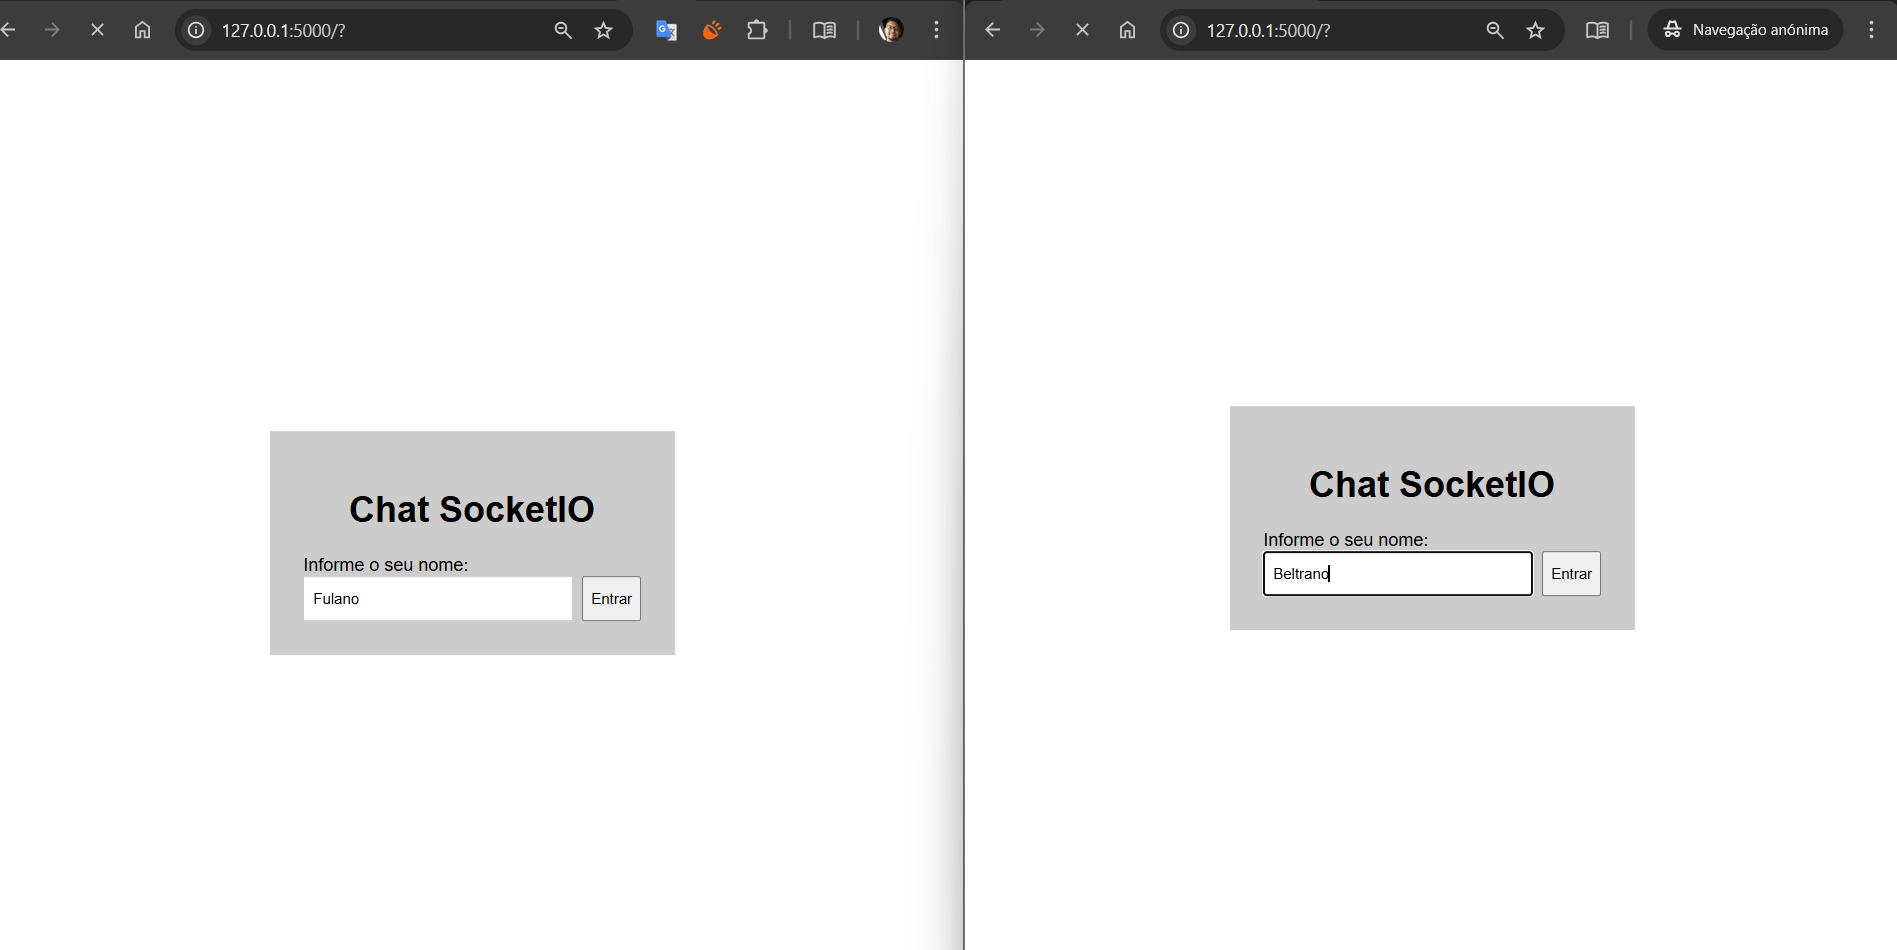 127.0.0.1:5000/?
Chat SocketIO
Informe o seu nome:
Fulano
Entrar
127.0.0.1:5000/?
Navegação anónima
Chat SocketIO
Informe o seu nome:
Beltrano
Entrar